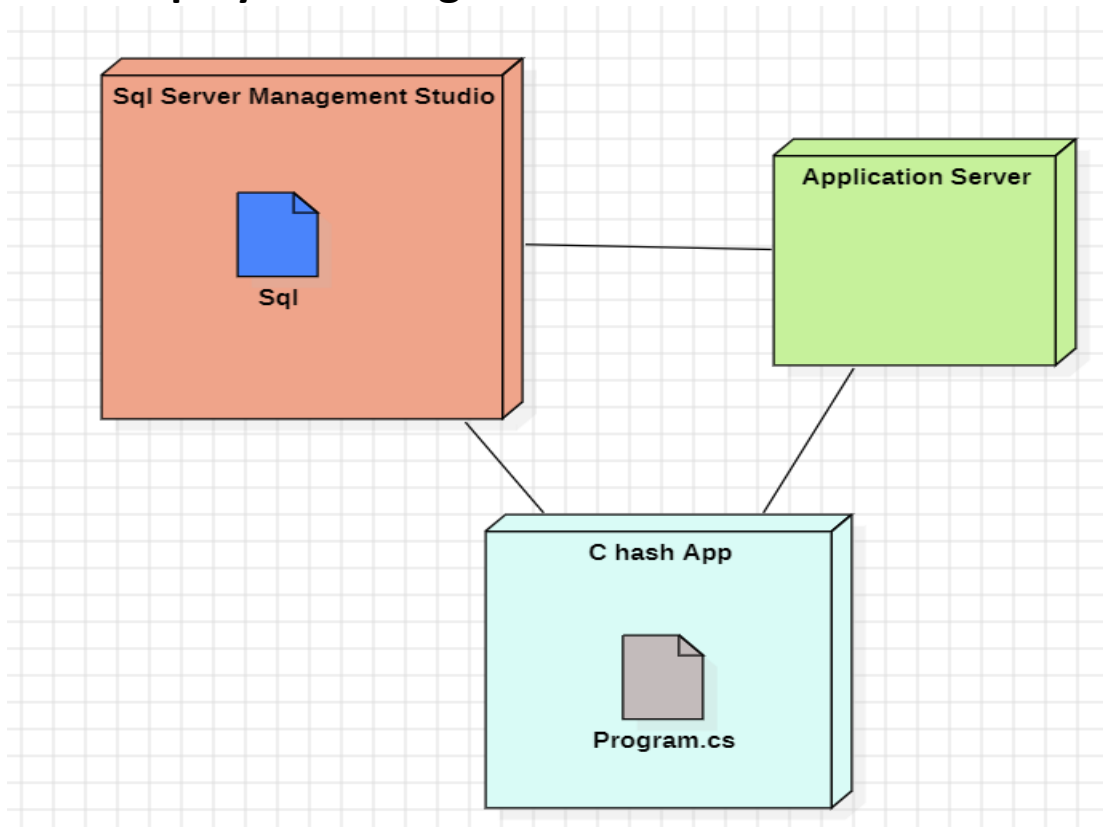 Sql Server Management Studio
Application Server
Sql
C hash App
Program.cs